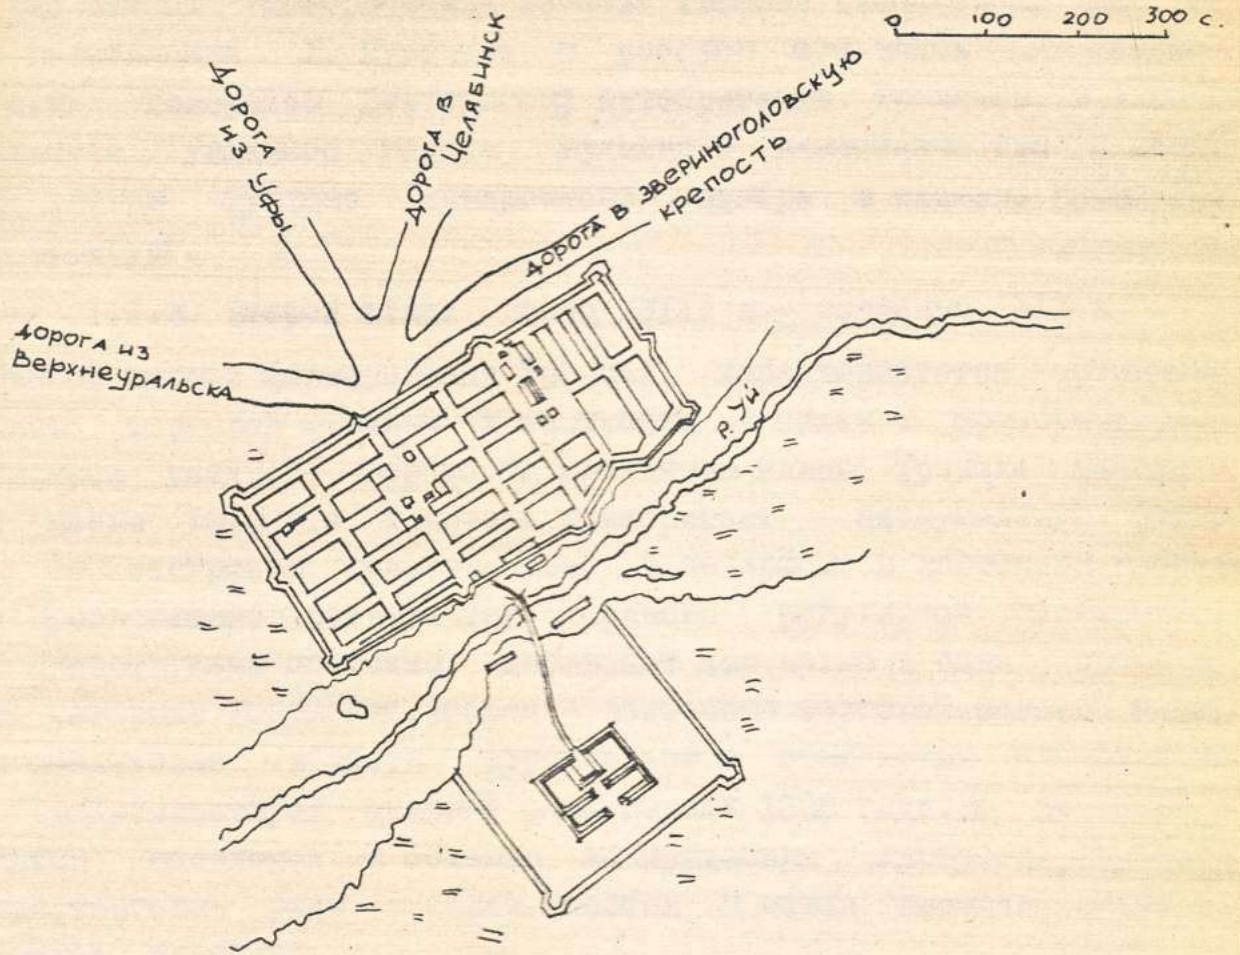 0 100 200 300 с.
ДОРОГА
ИЗ УФЫ
ДОРОГА В
ЧЕЛЯБИНСК
ДОРОГА В ЗВЕРИНОГОЛОВСКУЮ
КРЕПОСТЬ
ДОРОГА ИЗ
ВЕРХНЕУРАЛЬСКА
Р. УЙ